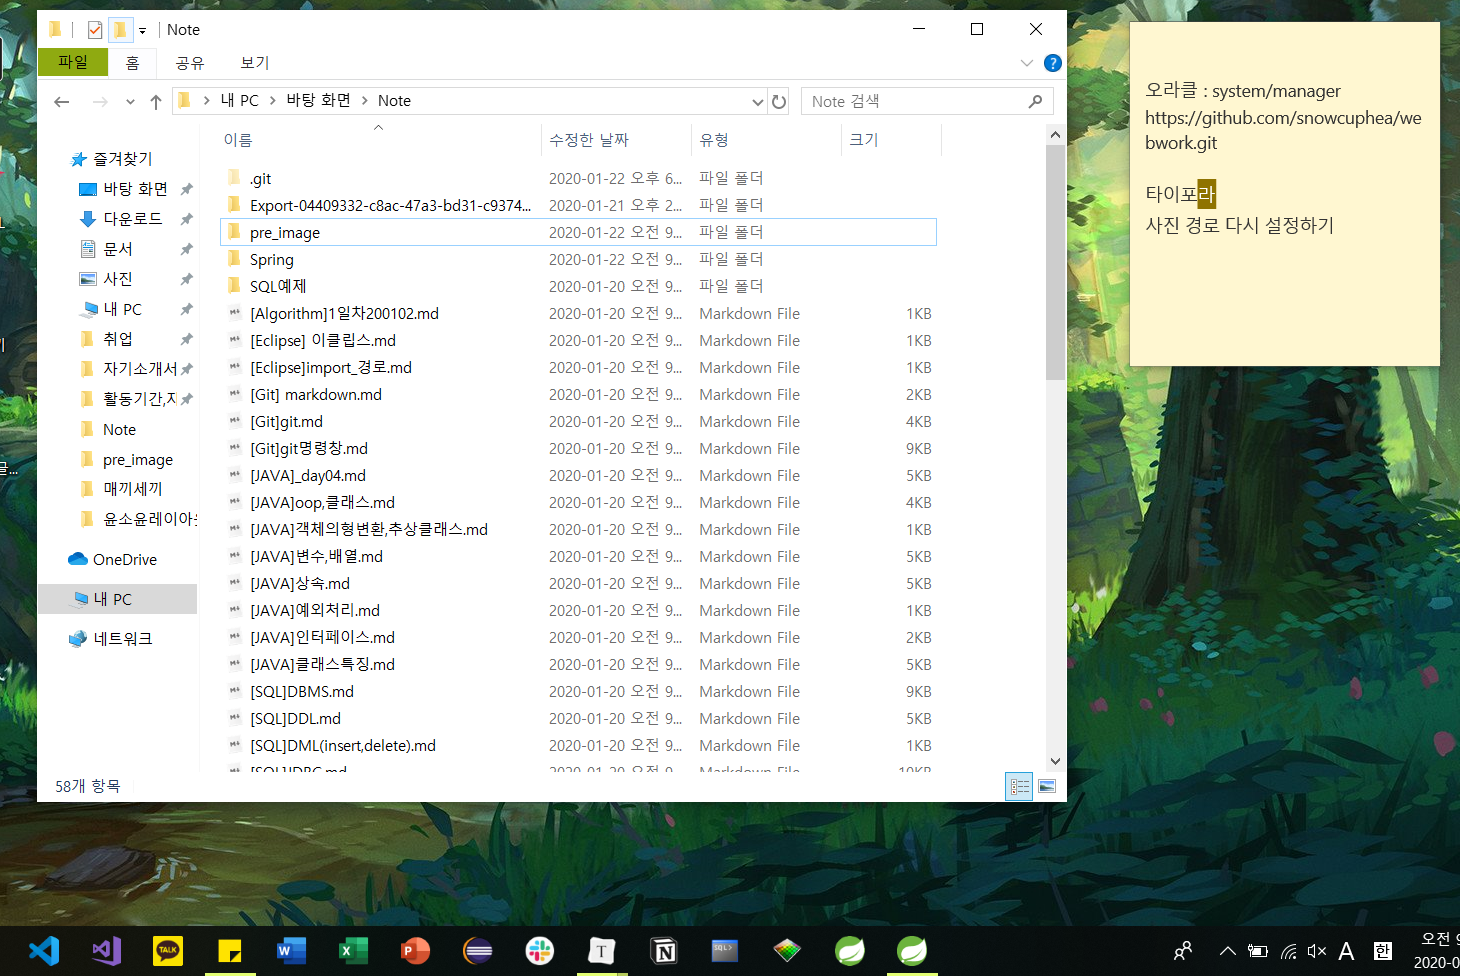 Note
파일 홈 공유 보기
내 PC 바탕 화면 Note
Note 검색
이름 수정한 날짜 유형 크기
즐겨찾기
바탕 화면
다운로드
문서
사진
내 PC
취업
자기소개서
활동기간,지
Note
pre_image
매끼세끼
윤소윤레이아
OneDrive
내 PC
네트워크
.git 2020-01-22 오후 6... 파일 폴더
Export-04409332-c8ac-47a3-bd31-c9374... 2020-01-21 오후 2... 파일 폴더
pre_image 2020-01-22 오전 9... 파일 폴더
Spring 2020-01-22 오전 9... 파일 폴더
SQL예제 2020-01-20 오전 9... 파일 폴더
[Algorithm]1일차200102.md 2020-01-20 오전 9... Markdown File 1KB
[Eclipse] 이클립스.md 2020-01-20 오전 9... Markdown File 1KB
[Eclipse]import_경로.md 2020-01-20 오전 9... Markdown File 1KB
[Git] markdown.md 2020-01-20 오전 9... Markdown File 2KB
[Git]git.md 2020-01-20 오전 9... Markdown File 4KB
[Git]git명령창.md 2020-01-20 오전 9... Markdown File 9KB
[JAVA]_day04.md 2020-01-20 오전 9... Markdown File 5KB
[JAVA]oop,클래스.md 2020-01-20 오전 9... Markdown File 4KB
[JAVA]객체의형변환,추상클래스.md 2020-01-20 오전 9... Markdown File 1KB
[JAVA]변수,배열.md 2020-01-20 오전 9... Markdown File 5KB
[JAVA]상속.md 2020-01-20 오전 9... Markdown File 5KB
[JAVA]예외처리.md 2020-01-20 오전 9... Markdown File 1KB
[JAVA]인터페이스.md 2020-01-20 오전 9... Markdown File 2KB
[JAVA]클래스특징.md 2020-01-20 오전 9... Markdown File 5KB
[SQL]DBMS.md 2020-01-20 오전 9... Markdown File 9KB
[SQL]DDL.md 2020-01-20 오전 9... Markdown File 5KB
[SQL]DML(insert,delete).md 2020-01-20 오전 9... Markdown File 1KB
[SQL]JDBC.md 2020-01-20 오전 9... Markdown File 10KB
58개 항목
오라클 : system/manager
https://github.com/snowcuphea/we
bwork.git
타이포라
사진 경로 다시 설정하기
TALK
SQL>
A 한
오전 9
2020-0